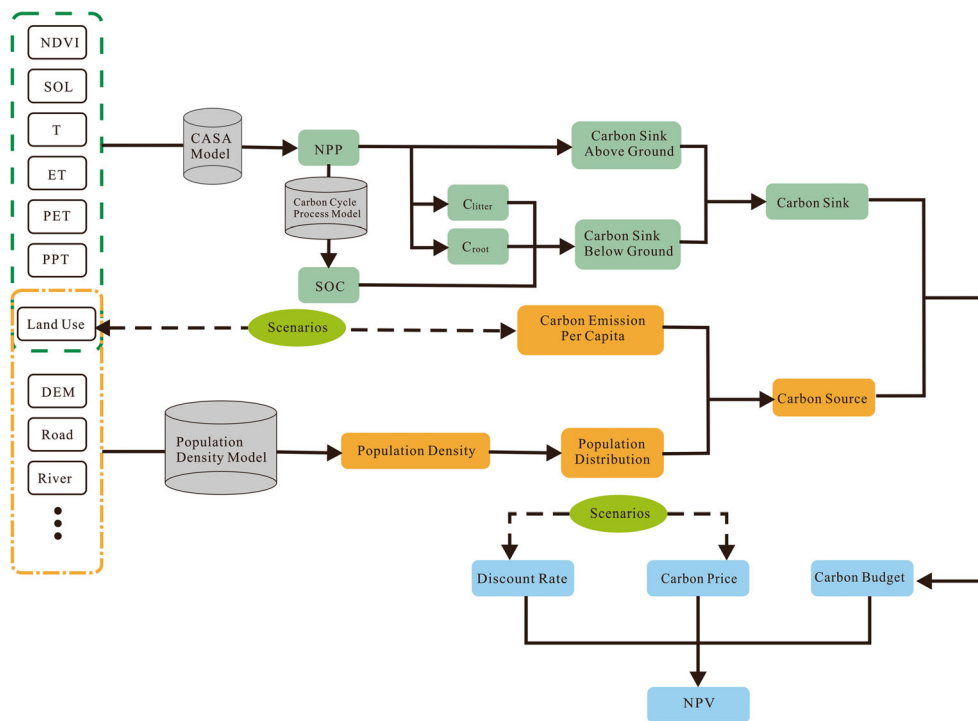 NDVI
SOL
T
ET
PET
PPT
Land Use
DEM
Road
River
CASA
Model
NPP
Carbon Cycle
Process Model
SOC
Clitter
Croot
Carbon Sink
Above Ground
Carbon Sink
Below Ground
Carbon Sink
Scenarios
Carbon Emission
Per Capita
Carbon Source
Population
Density Model
Population Density
Population
Distribution
Scenarios
Discount Rate
Carbon Price
Carbon Budget
NPV